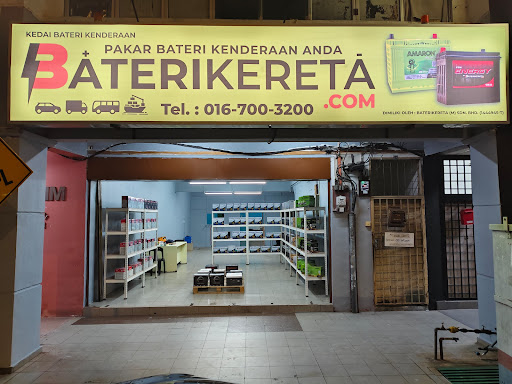 KEDAI BATERI KENDERAAN
PAKAR BATERI KENDERAAN ANDA
BATERIKERETA
.COM
Tel. : 016-700-3200
AMARON
ENERGY